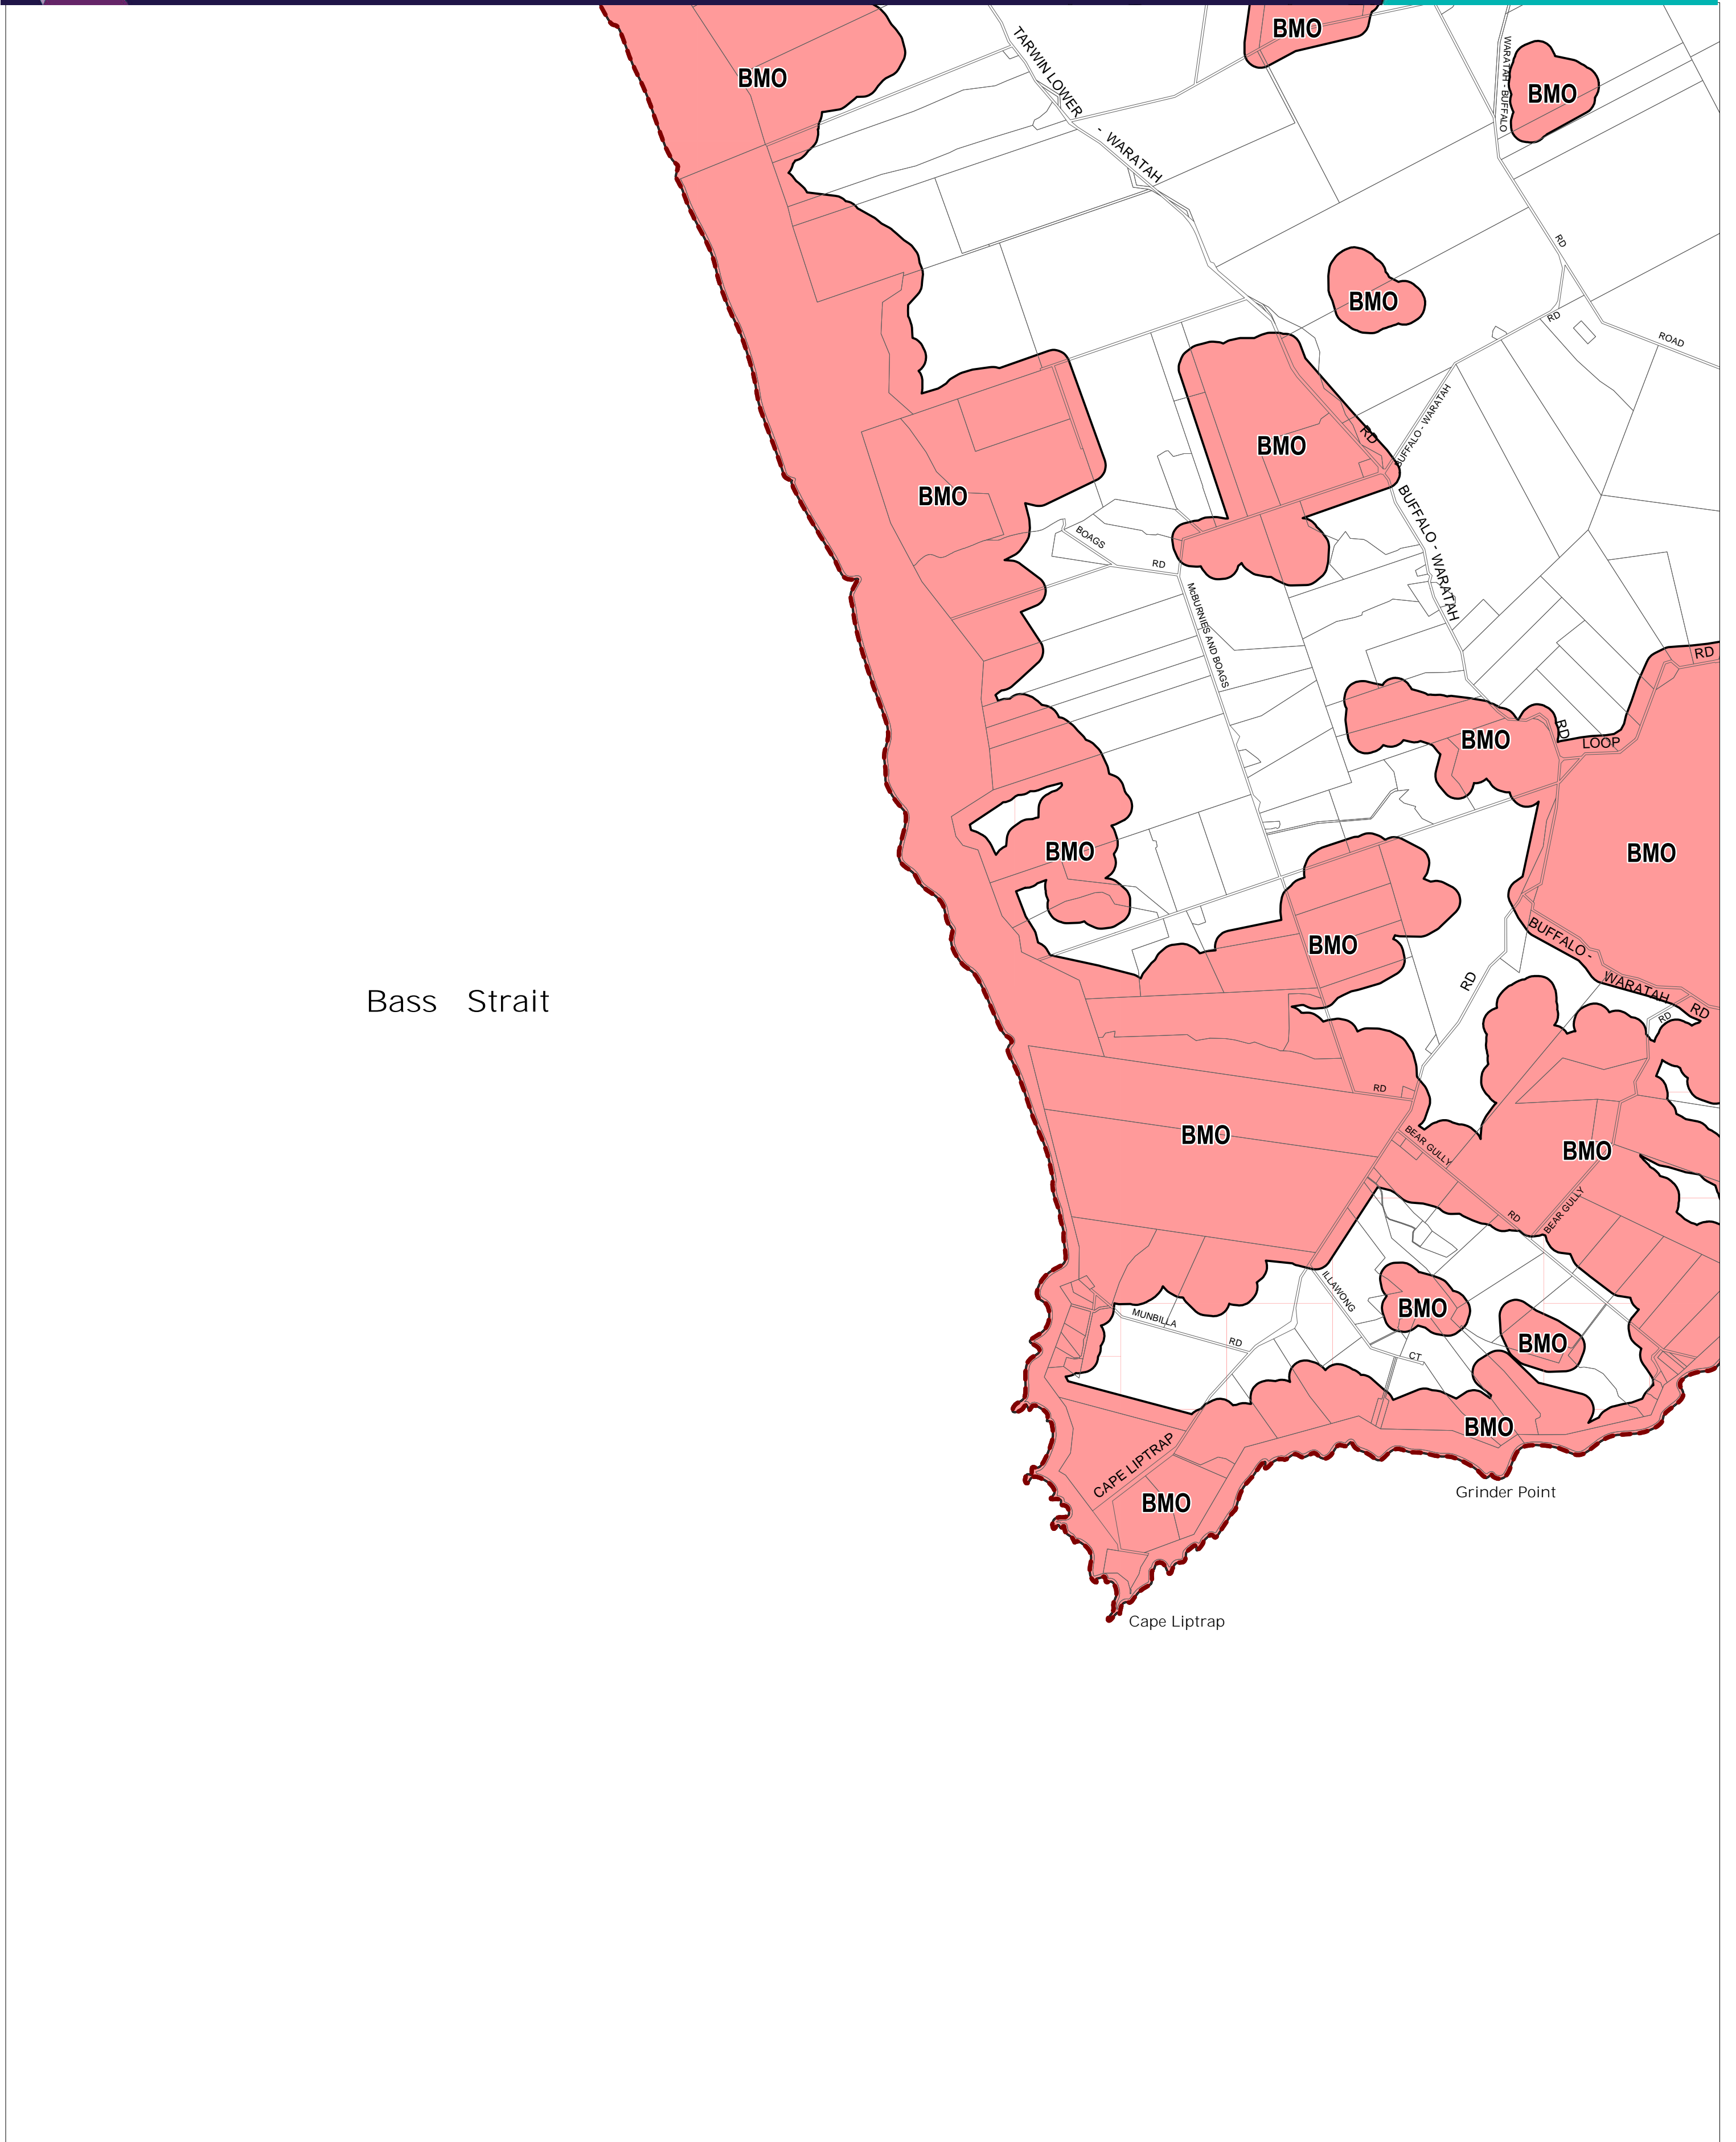 BMO
BMO
BMO
TARWIN LOWER
- WARATAH
WARATAH - BUFFALO
RD
BMO
RD
ROAD
BMO
RD
BUFFALO - WARATAH
BMO
BUFFALO - WARATAH
BOAGS
RD
McBURNIES AND BOAGS
RD
BMO
RD
LOOP
BMO
BMO
BMO
BUFFALO -
WARATAH
RD
RD
RD
Bass Strait
RD
BMO
BEAR GULLY
BMO
BEAR GULLY
RD
ILLAWONG
BMO
MUNBILLA
RD
BMO
CT
BMO
CAPE LIPTRAP
BMO
Grinder Point
Cape Liptrap